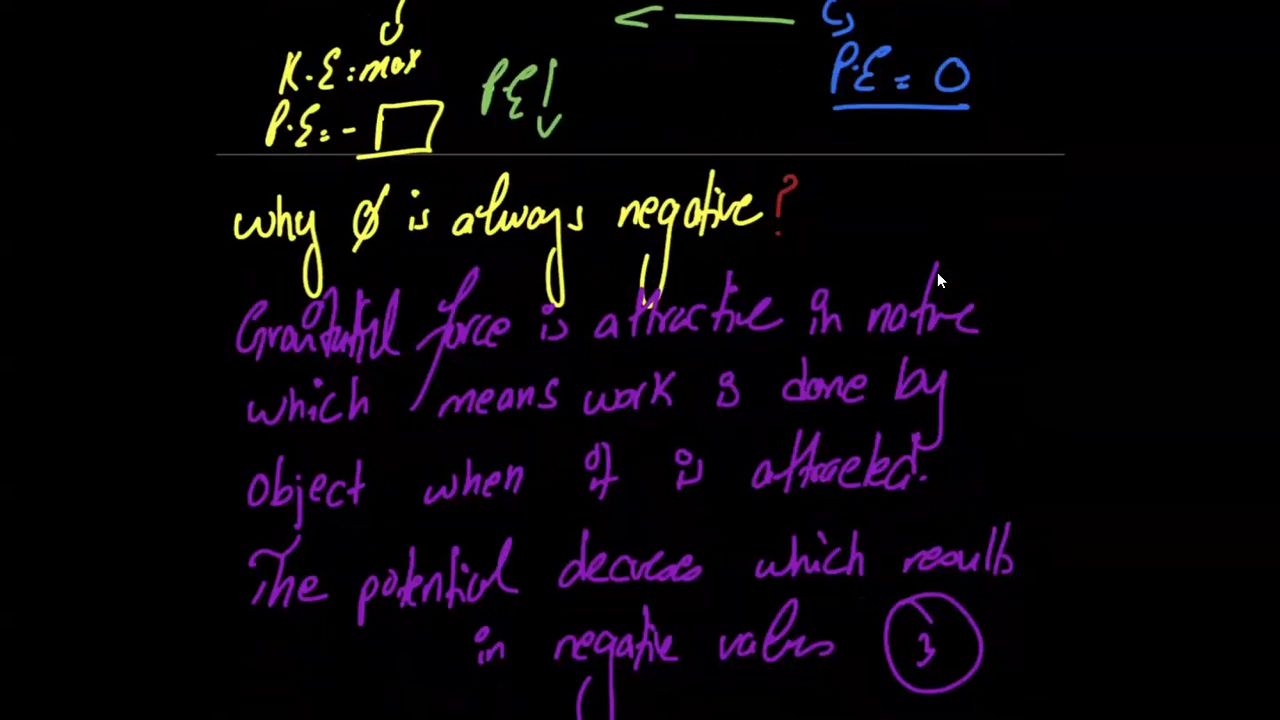 K.E = max
P.E = -
PE
P.E = 0
why ϕ is always negative?
Gravitational force is attractive in nature
which means work is done by
object when it is attracted.
The potential decreases which results
in negative values 3